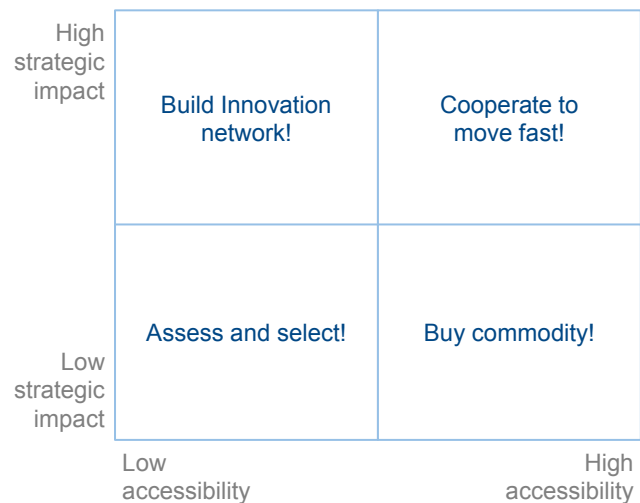 High
strategic
impact
Build Innovation
network!
Cooperate to
move fast!
Assess and select!
Buy commodity!
Low
strategic
impact
Low
accessibility
High
accessibility